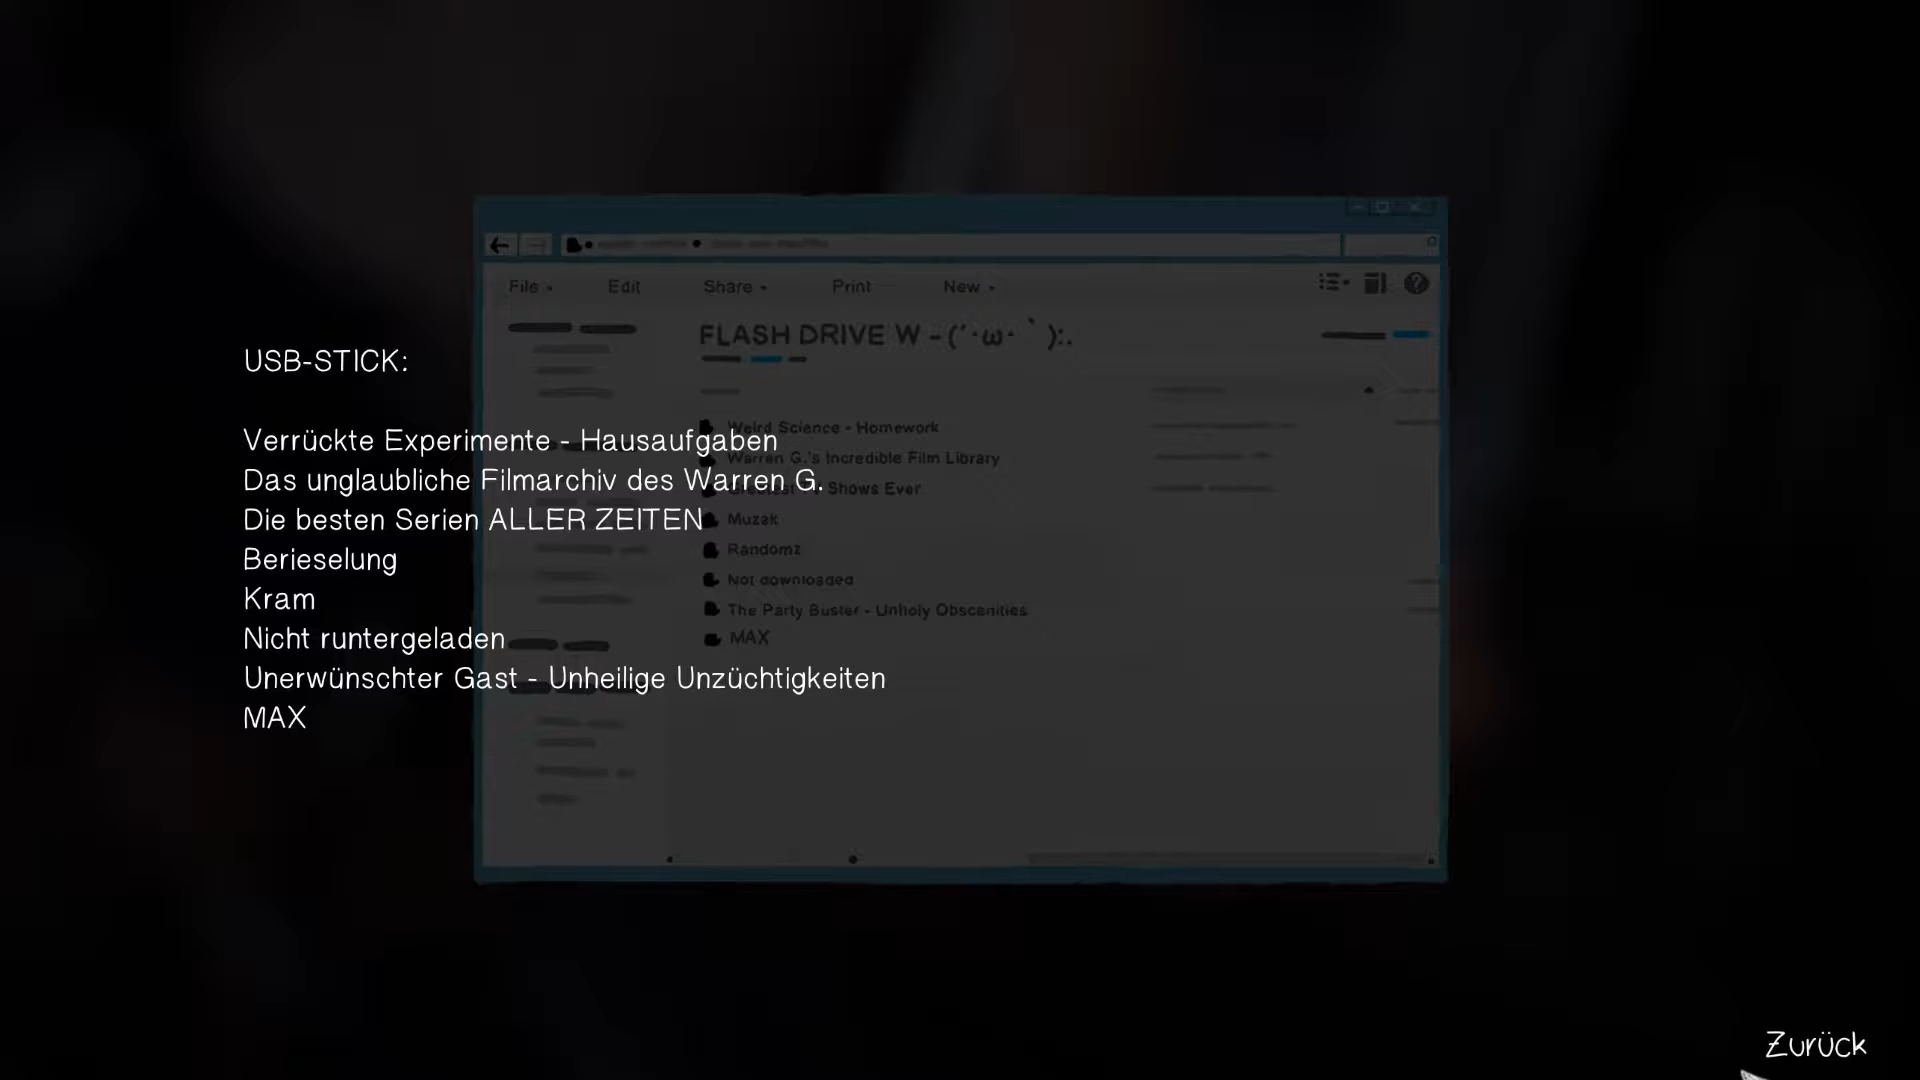 File Edit Share Print New
FLASH DRIVE W - (´･ω･`):.
USB-STICK:
Weird Science - Homework
Verrückte Experimente - Hausaufgaben
Warren G.'s Incredible Film Library
Das unglaubliche Filmarchiv des Warren G.
Shows Ever
Die besten Serien ALLER ZEITEN
Muzak
Randomz
Berieselung
Not downloaded
Kram
The Party Buster - Unholy Obscenities
Nicht runtergeladen
MAX
Unerwünschter Gast - Unheilige Unzüchtigkeiten
MAX
Zurück